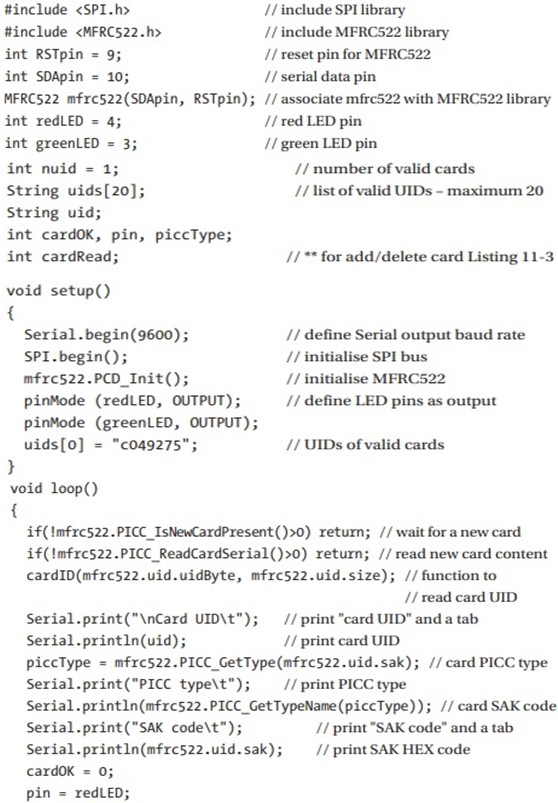 #include <SPI.h> // include SPI library
#include <MFRC522.h> // include MFRC522 library
int RSTpin = 9; // reset pin for MFRC522
int SDApin = 10; // serial data pin
MFRC522 mfrc522(SDApin, RSTpin); // associate mfrc522 with MFRC522 library
int redLED = 4; // red LED pin
int greenLED = 3; // green LED pin
int nuid = 1; // number of valid cards
String uids[20]; // list of valid UIDs – maximum 20
String uid;
int cardOK, pin, piccType;
int cardRead; // ** for add/delete card Listing 11-3
void setup()
{
Serial.begin(9600); // define Serial output baud rate
SPI.begin(); // initialise SPI bus
mfrc522.PCD_Init(); // initialise MFRC522
pinMode (redLED, OUTPUT); // define LED pins as output
pinMode (greenLED, OUTPUT);
uids[0] = "c049275"; // UIDs of valid cards
}
void loop()
{
if(!mfrc522.PICC_IsNewCardPresent()>0) return; // wait for a new card
if(!mfrc522.PICC_ReadCardSerial()>0) return; // read new card content
cardID(mfrc522.uid.uidByte, mfrc522.uid.size); // function to
// read card UID
Serial.print("\nCard UID\t"); // print "card UID" and a tab
Serial.println(uid); // print card UID
piccType = mfrc522.PICC_GetType(mfrc522.uid.sak); // card PICC type
Serial.print("PICC type\t"); // print PICC type
Serial.println(mfrc522.PICC_GetTypeName(piccType)); // card SAK code
Serial.print("SAK code\t"); // print "SAK code" and a tab
Serial.println(mfrc522.uid.sak); // print SAK HEX code
cardOK = 0;
pin = redLED;